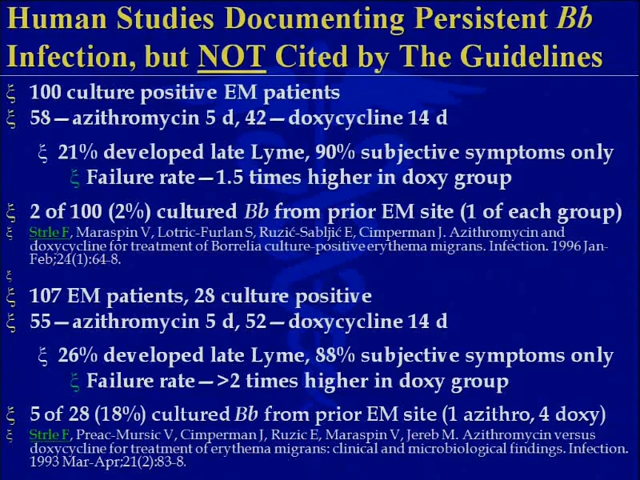 Human Studies Documenting Persistent Bb
Infection, but NOT Cited by The Guidelines
ξ 100 culture positive EM patients
ξ 58—azithromycin 5 d, 42—doxycycline 14 d
ξ 21% developed late Lyme, 90% subjective symptoms only
ξ Failure rate—1.5 times higher in doxy group
ξ 2 of 100 (2%) cultured Bb from prior EM site (1 of each group)
ξ Strle F, Maraspin V, Lotric-Furlan S, Ruzić-Sabljić E, Cimperman J. Azithromycin and
doxycycline for treatment of Borrelia culture-positive erythema migrans. Infection. 1996 Jan-
Feb;24(1):64-8.
ξ
ξ 107 EM patients, 28 culture positive
ξ 55—azithromycin 5 d, 52—doxycycline 14 d
ξ 26% developed late Lyme, 88% subjective symptoms only
ξ Failure rate—>2 times higher in doxy group
ξ 5 of 28 (18%) cultured Bb from prior EM site (1 azithro, 4 doxy)
ξ Strle F, Preac-Mursic V, Cimperman J, Ruzic E, Maraspin V, Jereb M. Azithromycin versus
doxycycline for treatment of erythema migrans: clinical and microbiological findings. Infection.
1993 Mar-Apr;21(2):83-8.